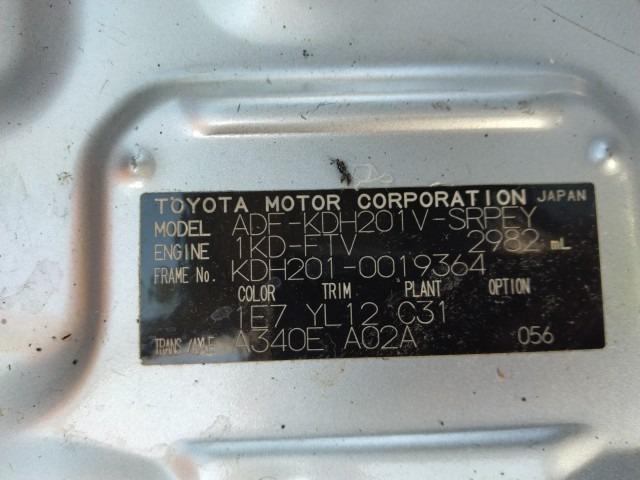 TOYOTA MOTOR CORPORATION JAPAN
MODEL ADF-KDH201V-SRPEY
ENGINE 1KD-FTV 2982 mL
FRAME No. KDH201-0019364
COLOR TRIM PLANT OPTION
1E7 YL12 C31
TRANS/AXLE A340E A02A 056